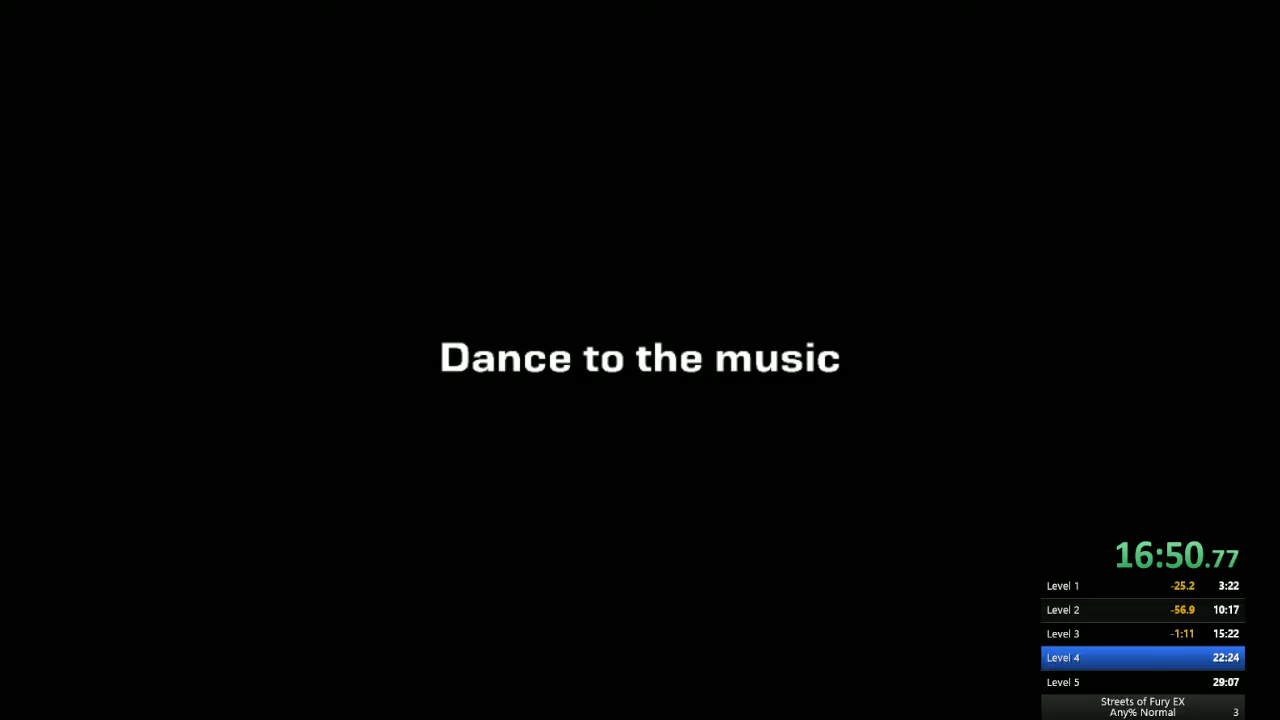 Dance to the music
16:50.77
Level 1 -25.2 3:22
Level 2 -56.9 10:17
Level 3 -1:11 15:22
Level 4 22:24
Level 5 29:07
Streets of Fury EX
Any% Normal 3